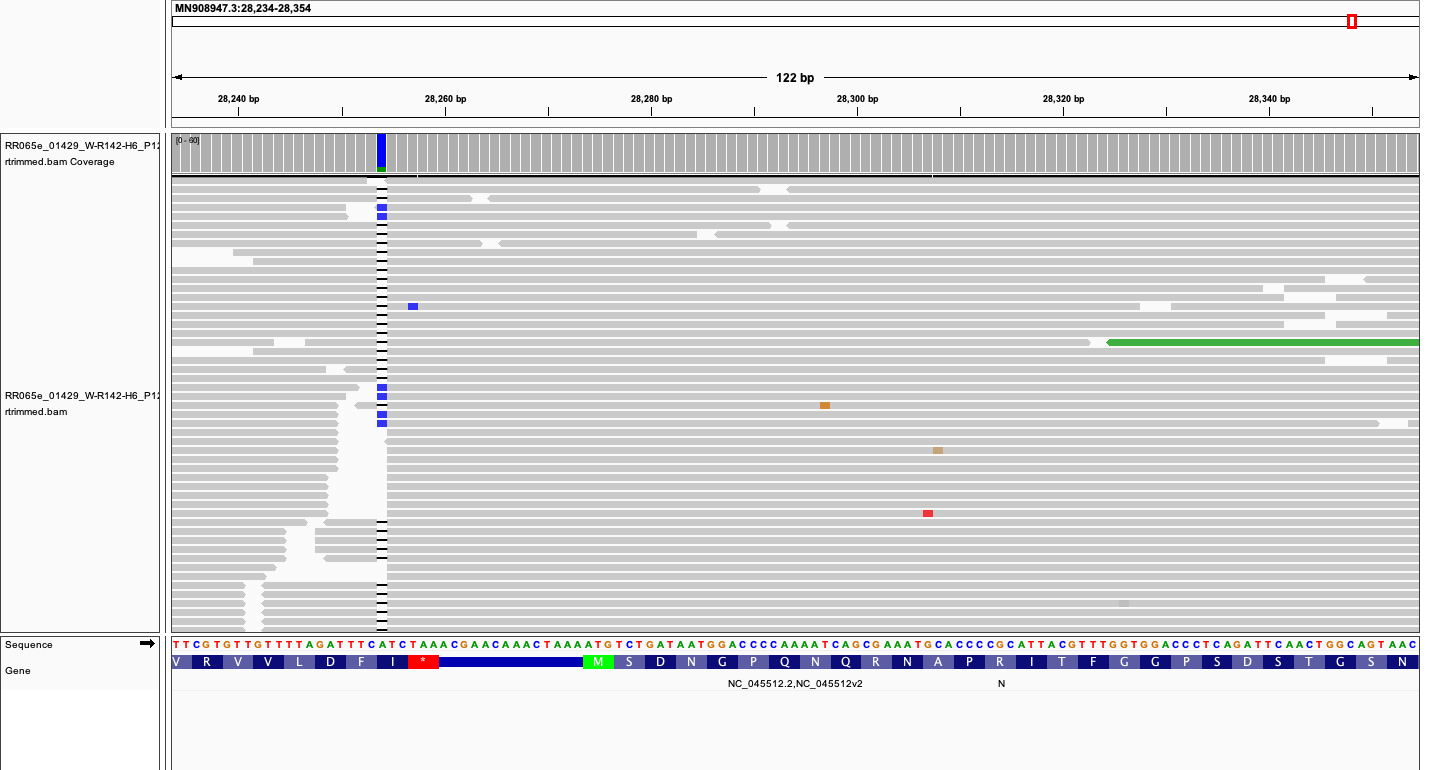 MN908947.3:28,234-28,354
122 bp
28,240 bp 28,260 bp 28,280 bp 28,300 bp 28,320 bp 28,340 bp
RR065e_01429_W-R142-H6_P12
rtrimmed.bam Coverage
[0 - 60]
RR065e_01429_W-R142-H6_P12
rtrimmed.bam
Sequence
TTCGTGTTGTTTTAGATTTCATCTAAACGAACAAACTAAAATGTCTGATAATGGACCCCAAAATCAGCGAAATGCACCCCGCATTACGTTTGGTGGACCCTCAGATTCAACTGGCAGTAAC
Gene
V R V V L D F I * M S D N G P Q N Q R N A P R I T F G G P S D S T G S N
NC_045512.2,NC_045512v2 N